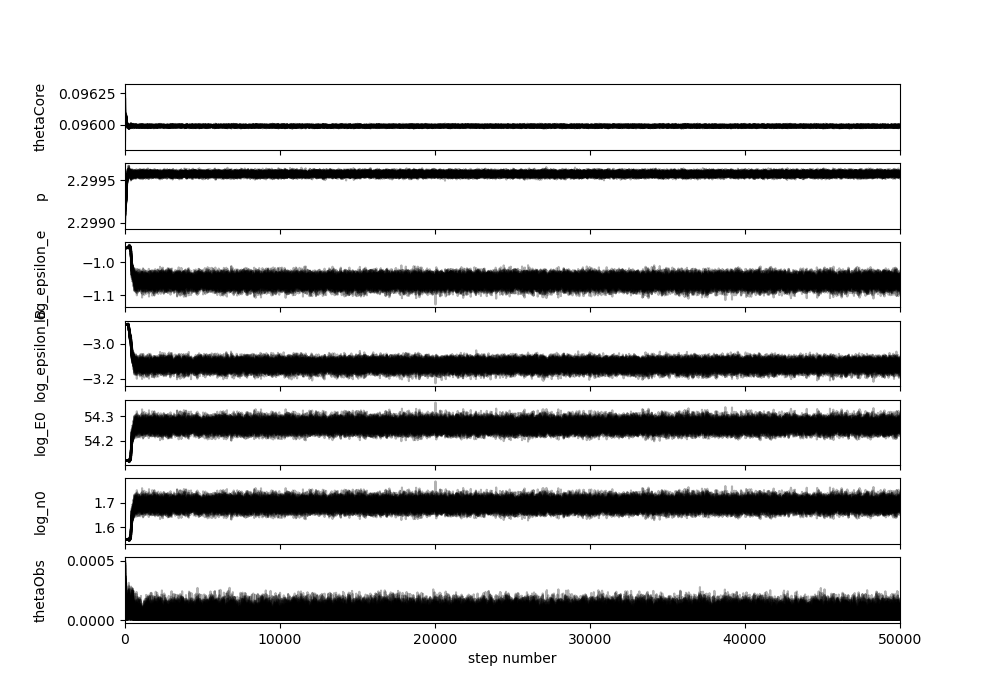 thetaCore
0.09625
0.09600
p
2.2995
2.2990
log_epsilon_e
−1.0
−1.1
log_epsilon_B
−3.0
−3.2
log_E0
54.3
54.2
log_n0
1.7
1.6
thetaObs
0.0005
0.0000
0 10000 20000 30000 40000 50000
step number